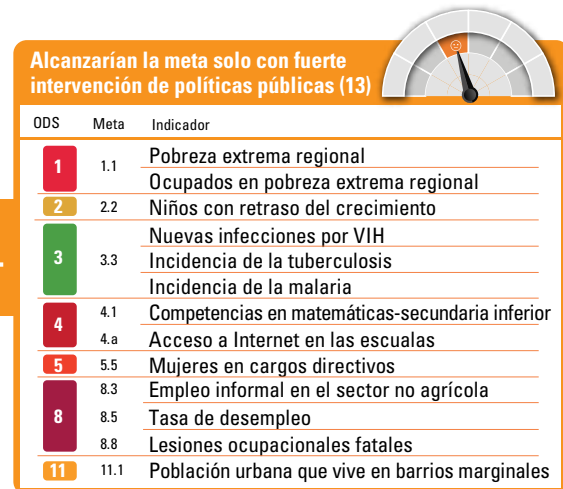 Alcanzarían la meta solo con fuerte
intervención de políticas públicas (13)
ODS Meta Indicador
1 1.1 Pobreza extrema regional
Ocupados en pobreza extrema regional
2 2.2 Niños con retraso del crecimiento
Nuevas infecciones por VIH
3 3.3 Incidencia de la tuberculosis
Incidencia de la malaria
4 4.1 Competencias en matemáticas-secundaria inferior
4.a Acceso a Internet en las escualas
5 5.5 Mujeres en cargos directivos
8.3 Empleo informal en el sector no agrícola
8 8.5 Tasa de desempleo
8.8 Lesiones ocupacionales fatales
11 11.1 Población urbana que vive en barrios marginales